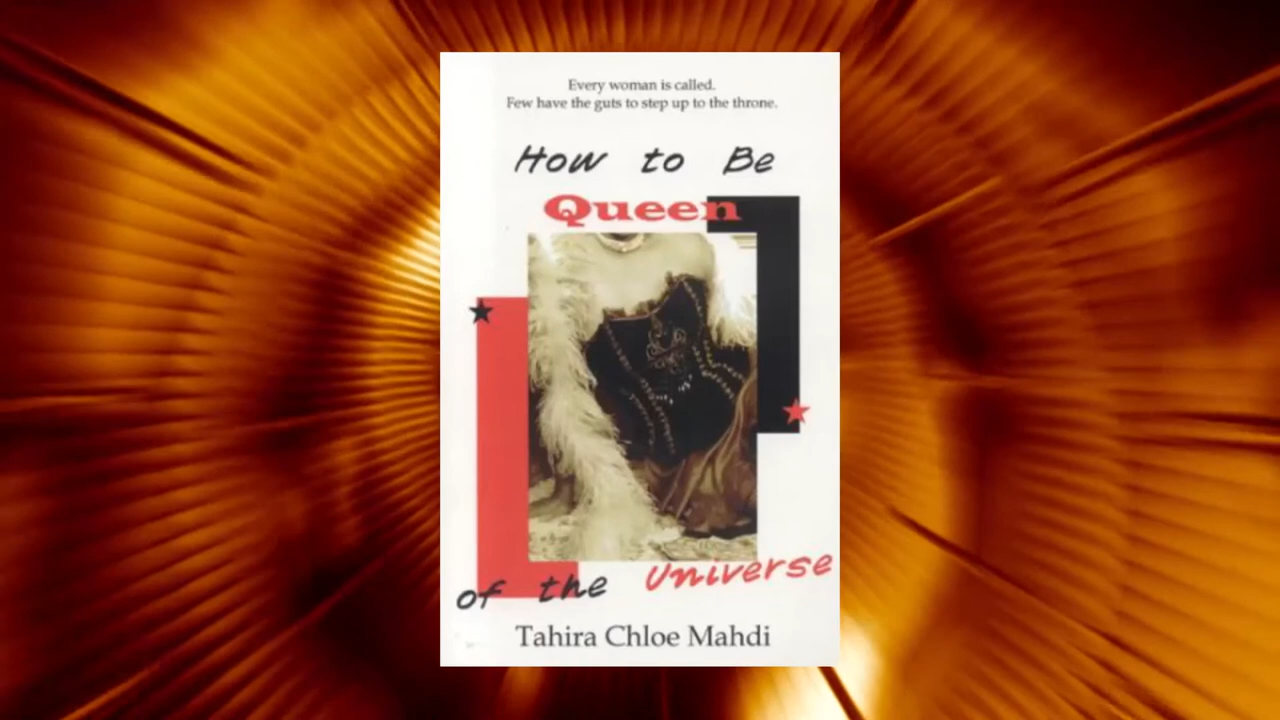 Every woman is called.
Few have the guts to step up to the throne.
How to Be
Queen
of the Universe
Tahira Chloe Mahdi